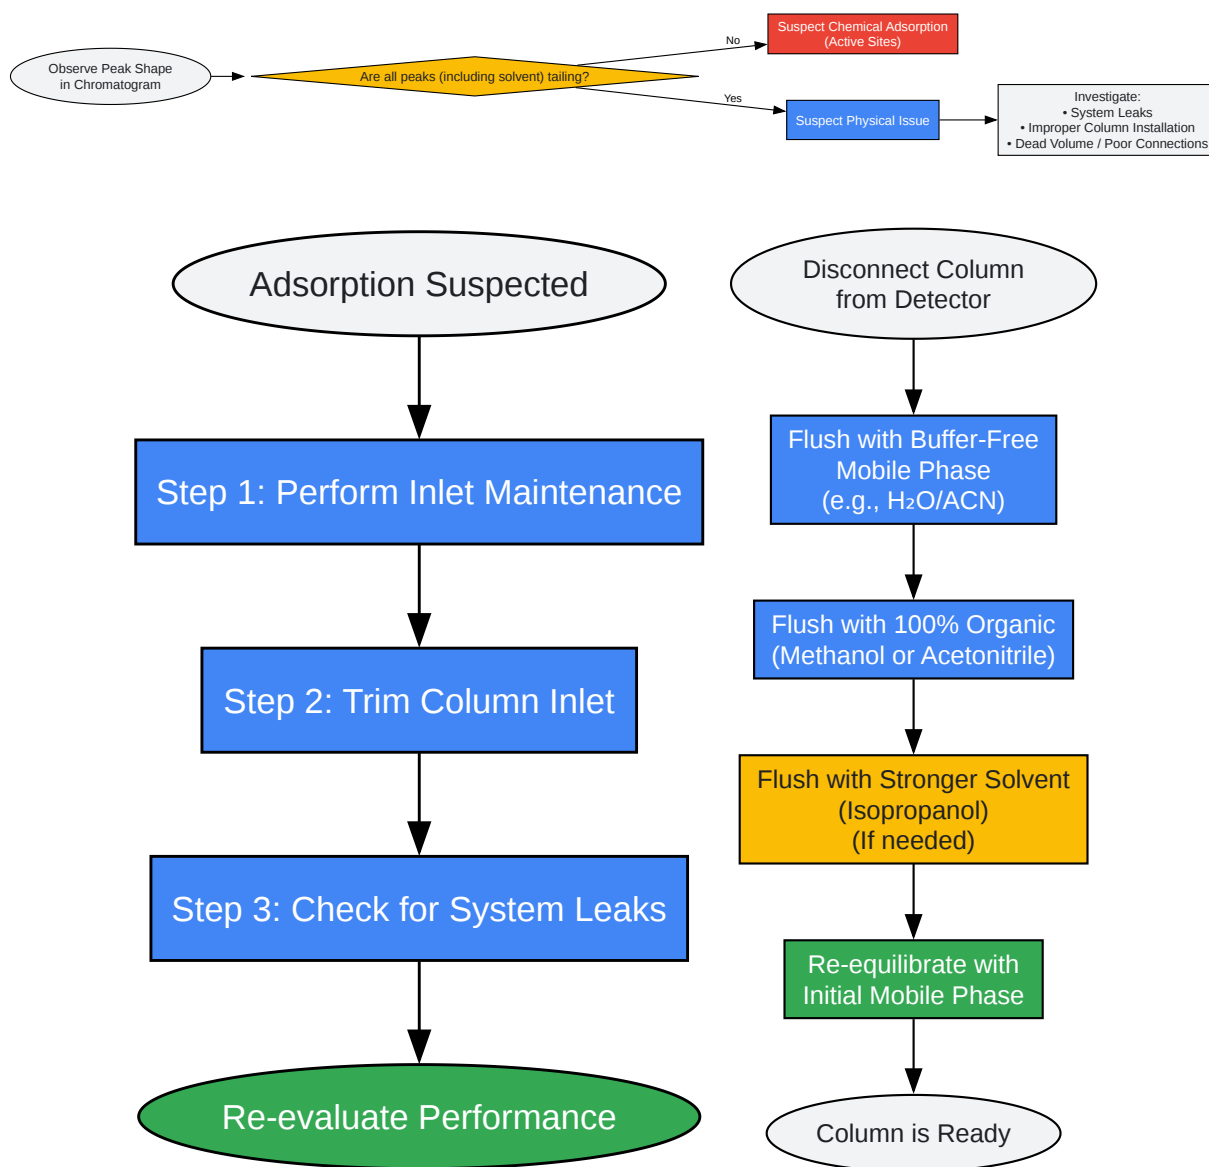 Observe Peak Shape
in Chromatogram
Are all peaks (including solvent) tailing?
No
Suspect Chemical Adsorption
(Active Sites)
Yes
Suspect Physical Issue
Investigate:
• System Leaks
• Improper Column Installation
• Dead Volume / Poor Connections
Adsorption Suspected
Step 1: Perform Inlet Maintenance
Step 2: Trim Column Inlet
Step 3: Check for System Leaks
Re-evaluate Performance
Disconnect Column
from Detector
Flush with Buffer-Free
Mobile Phase
(e.g., H₂O/ACN)
Flush with 100% Organic
(Methanol or Acetonitrile)
Flush with Stronger Solvent
(Isopropanol)
(If needed)
Re-equilibrate with
Initial Mobile Phase
Column is Ready